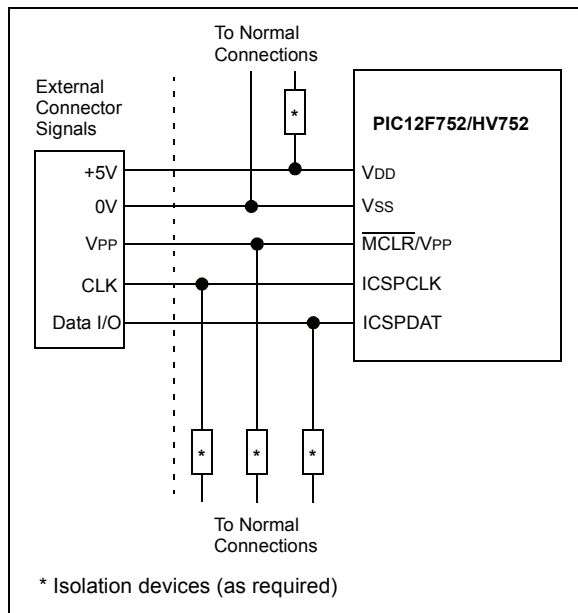 To Normal
Connections
External
Connector
Signals
*
PIC12F752/HV752
+5V
VDD
0V
VSS
VPP
MCLR/VPP
CLK
ICSPCLK
Data I/O
ICSPDAT
* * *
To Normal
Connections
* Isolation devices (as required)